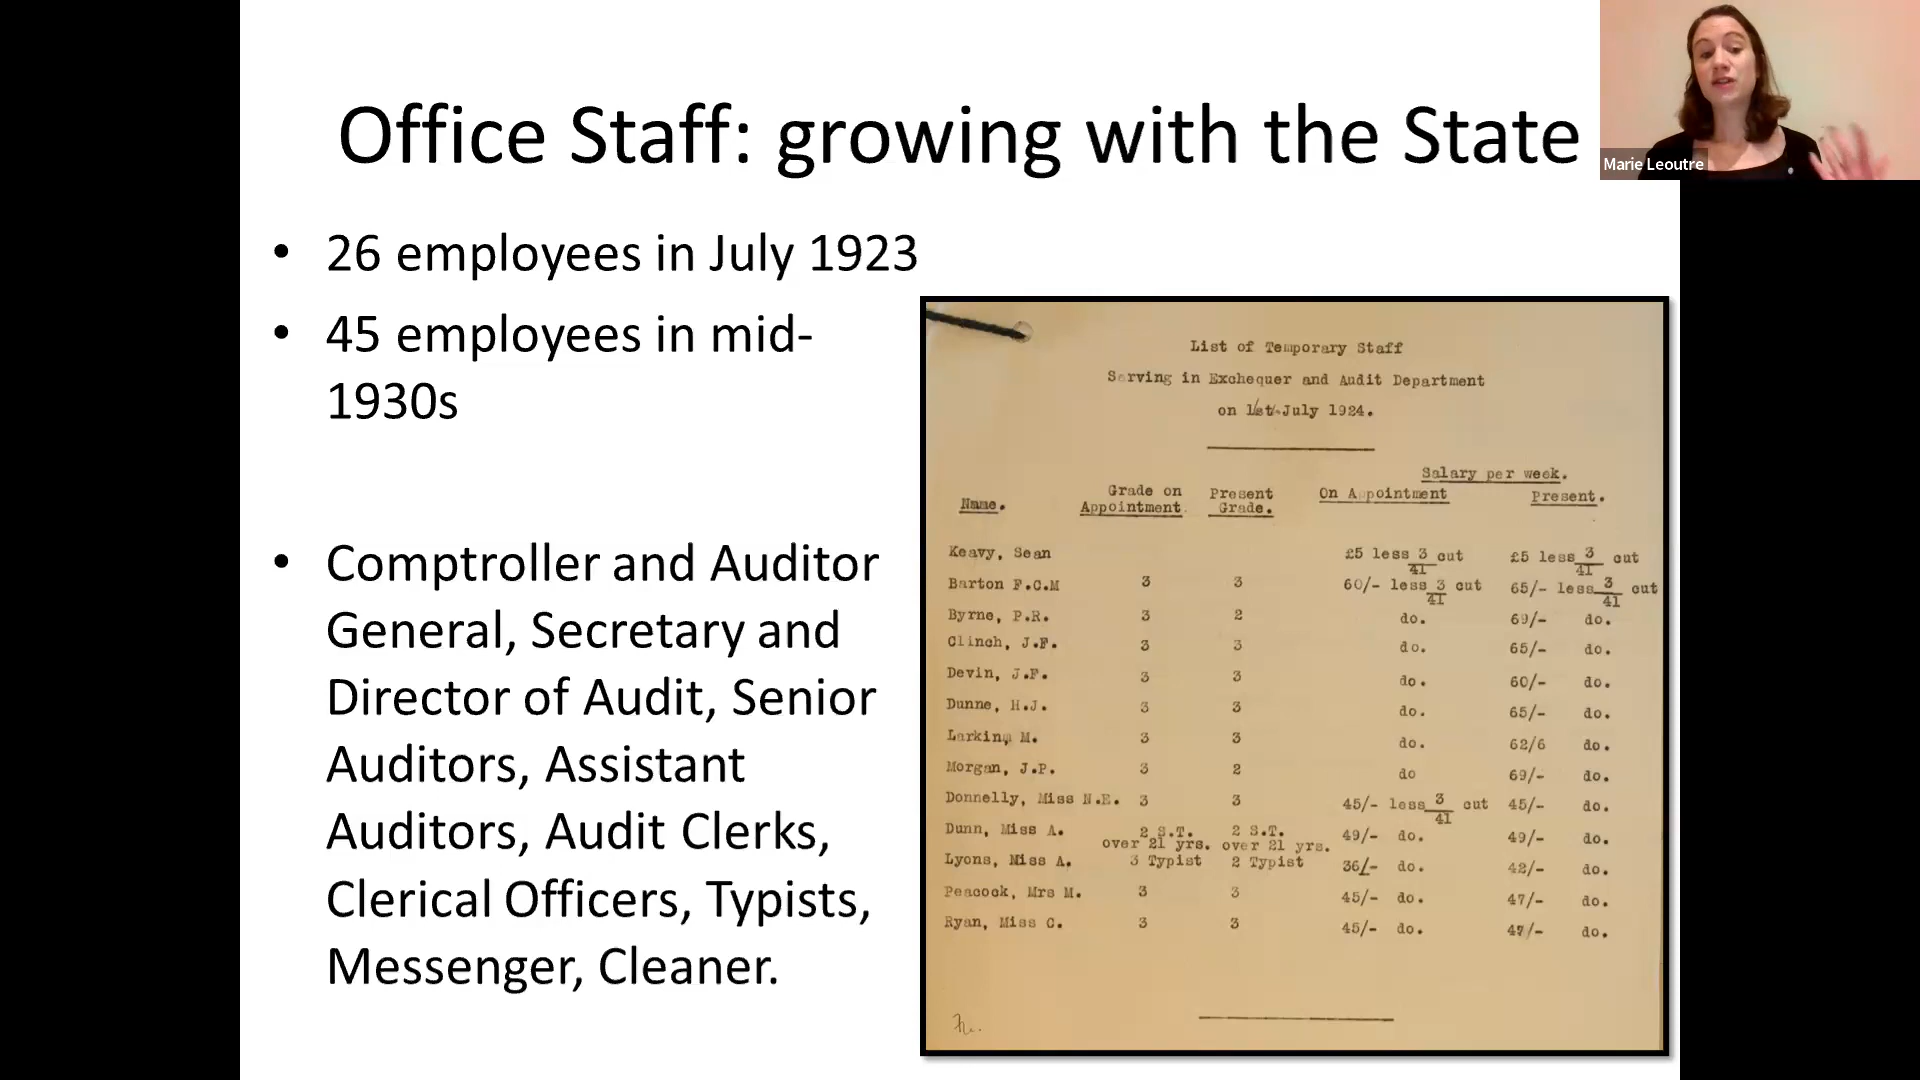 Office Staff: growing with the State
Marie Leoutre
• 26 employees in July 1923
• 45 employees in mid-
1930s
• Comptroller and Auditor
General, Secretary and
Director of Audit, Senior
Auditors, Assistant
Auditors, Audit Clerks,
Clerical Officers, Typists,
Messenger, Cleaner.
List of Temporary Staff
Serving in Exchequer and Audit Department
on 1st July 1924.
Salary per week.
Name. Grade on Present On Appointment Present.
Appointment. Grade.
Keavy, Sean £5 less 3/41 cut £5 less 3/41 cut
Barton F.C.M 3 3 60/- less 3/41 cut 65/- less 3/41 cut
Byrne, P.R. 3 2 do. 69/- do.
Clinch, J.F. 3 3 do. 65/- do.
Devin, J.F. 3 3 do. 60/- do.
Dunne, H.J. 3 3 do. 65/- do.
Larkin, M. 3 3 do. 62/6 do.
Morgan, J.P. 3 2 do 69/- do.
Donnelly, Miss N.E. 3 3 45/- less 3/41 cut 45/- do.
Dunn, Miss A. 2 S.T. 2 S.T. 49/- do. 49/- do.
over 21 yrs. over 21 yrs.
Lyons, Miss A. 3 Typist 2 Typist 36/- do. 42/- do.
Peacock, Mrs M. 3 3 45/- do. 47/- do.
Ryan, Miss C. 3 3 45/- do. 47/- do.